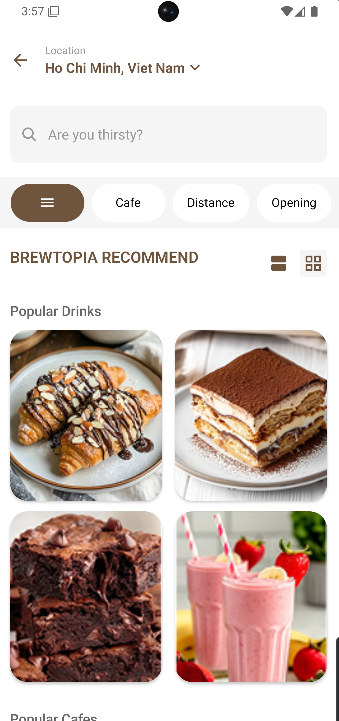 3:57
Location
Ho Chi Minh, Viet Nam
Are you thirsty?
Cafe
Distance
Opening
BREWTOPIA RECOMMEND
Popular Drinks
Popular Cafes